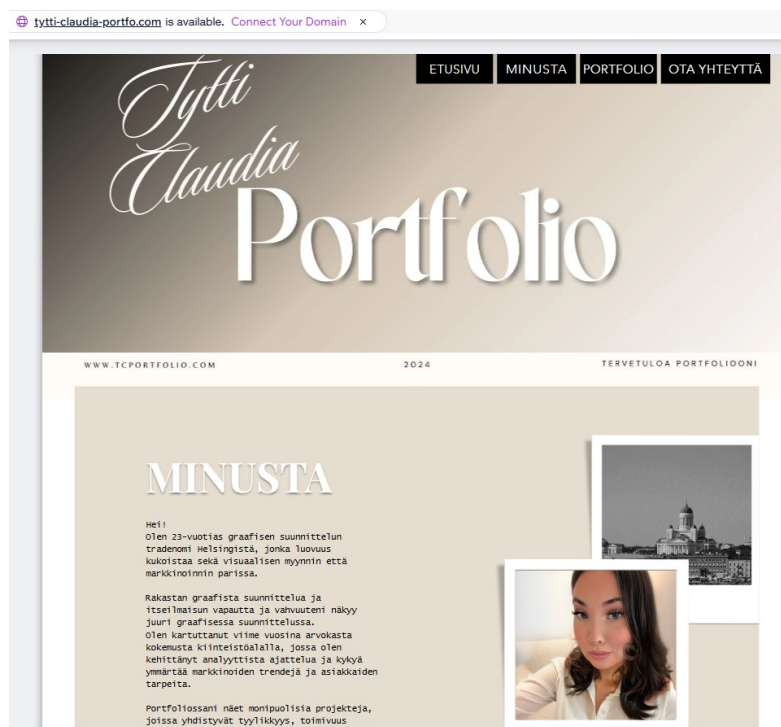 tytti-claudia-portfo.com is available. Connect Your Domain ×
ETUSIVU MINUSTA PORTFOLIO OTA YHTEYTTÄ
Tytti
Claudia
Portfolio
WWW.TCPORTFOLIO.COM 2024 TERVETULOA PORTFOLIOONI
MINUSTA
Hei!
Olen 23-vuotias graafisen suunnittelun
tradenomi Helsingistä, jonka luovuus
kukoistaa sekä visuaalisen myynnin että
markkinoinnin parissa.
Rakastan graafista suunnittelua ja
itseilmaisun vapautta ja vahvuuteni näkyy
juuri graafisessa suunnittelussa.
Olen kartuttanut viime vuosina arvokasta
kokemusta kiinteistöalalla, jossa olen
kehittänyt analyyttista ajattelua ja kykyä
ymmärtää markkinoiden trendejä ja asiakkaiden
tarpeita.
Portfoliossani näet monipuolisia projekteja,
joissa yhdistyvät tyylikkyys, toimivuus